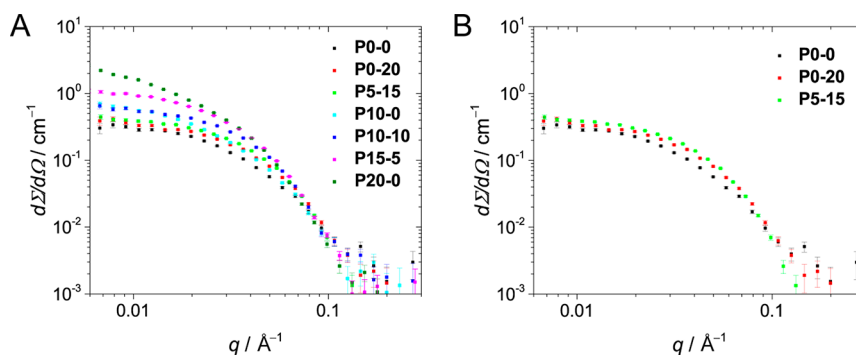 A
dΣ/dΩ / cm⁻¹
10¹
10⁰
10⁻¹
10⁻²
10⁻³
P0-0
P0-20
P5-15
P10-0
P10-10
P15-5
P20-0
0.01
0.1
q / Å⁻¹
B
dΣ/dΩ / cm⁻¹
10¹
10⁰
10⁻¹
10⁻²
10⁻³
P0-0
P0-20
P5-15
0.01
0.1
q / Å⁻¹